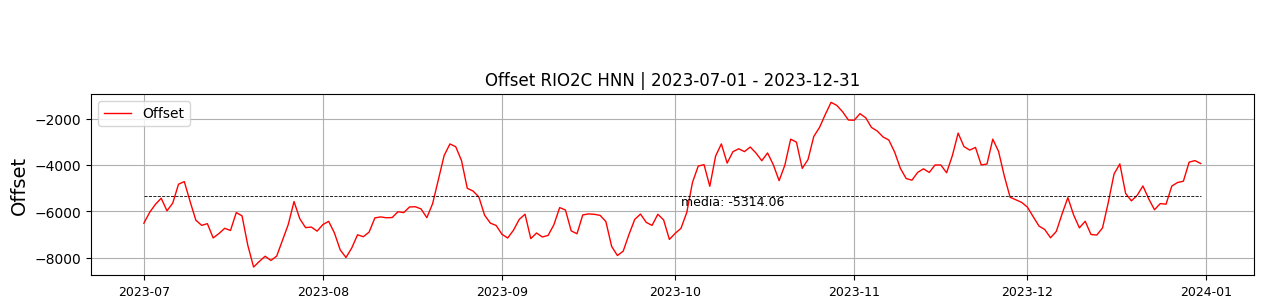 Offset RIO2C HNN | 2023-07-01 - 2023-12-31
Offset
Offset
−2000
−4000
−6000
−8000
media: -5314.06
2023-07
2023-08
2023-09
2023-10
2023-11
2023-12
2024-01